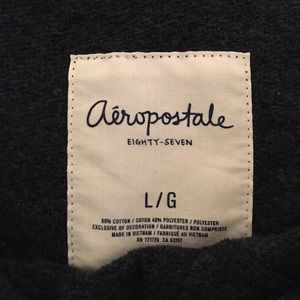 Aéropostale
EIGHTY-SEVEN
L/G
60% COTTON / COTON 40% POLYESTER / POLYESTER
EXCLUSIVE OF DECORATION / GARNITURES NON COMPRISES
MADE IN VIETNAM / FABRIQUÉ AU VIETNAM
CA